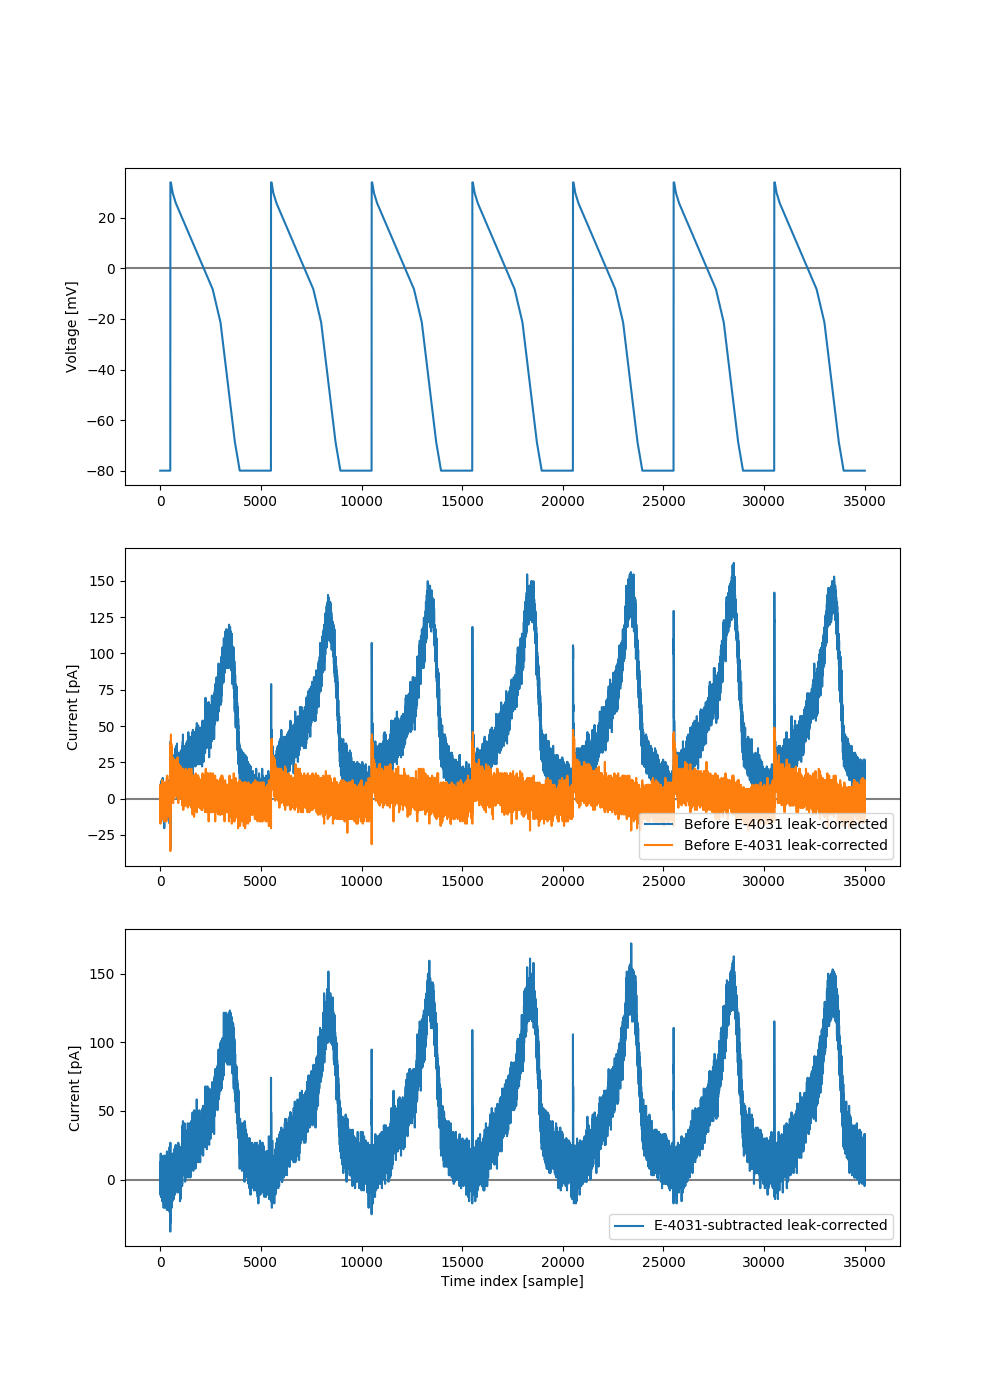 20
0
−20
−40
−60
−80
Voltage [mV]
0 5000 10000 15000 20000 25000 30000 35000
150
125
100
75
50
25
0
−25
Current [pA]
Before E-4031 leak-corrected
Before E-4031 leak-corrected
0 5000 10000 15000 20000 25000 30000 35000
150
100
50
0
Current [pA]
E-4031-subtracted leak-corrected
0 5000 10000 15000 20000 25000 30000 35000
Time index [sample]